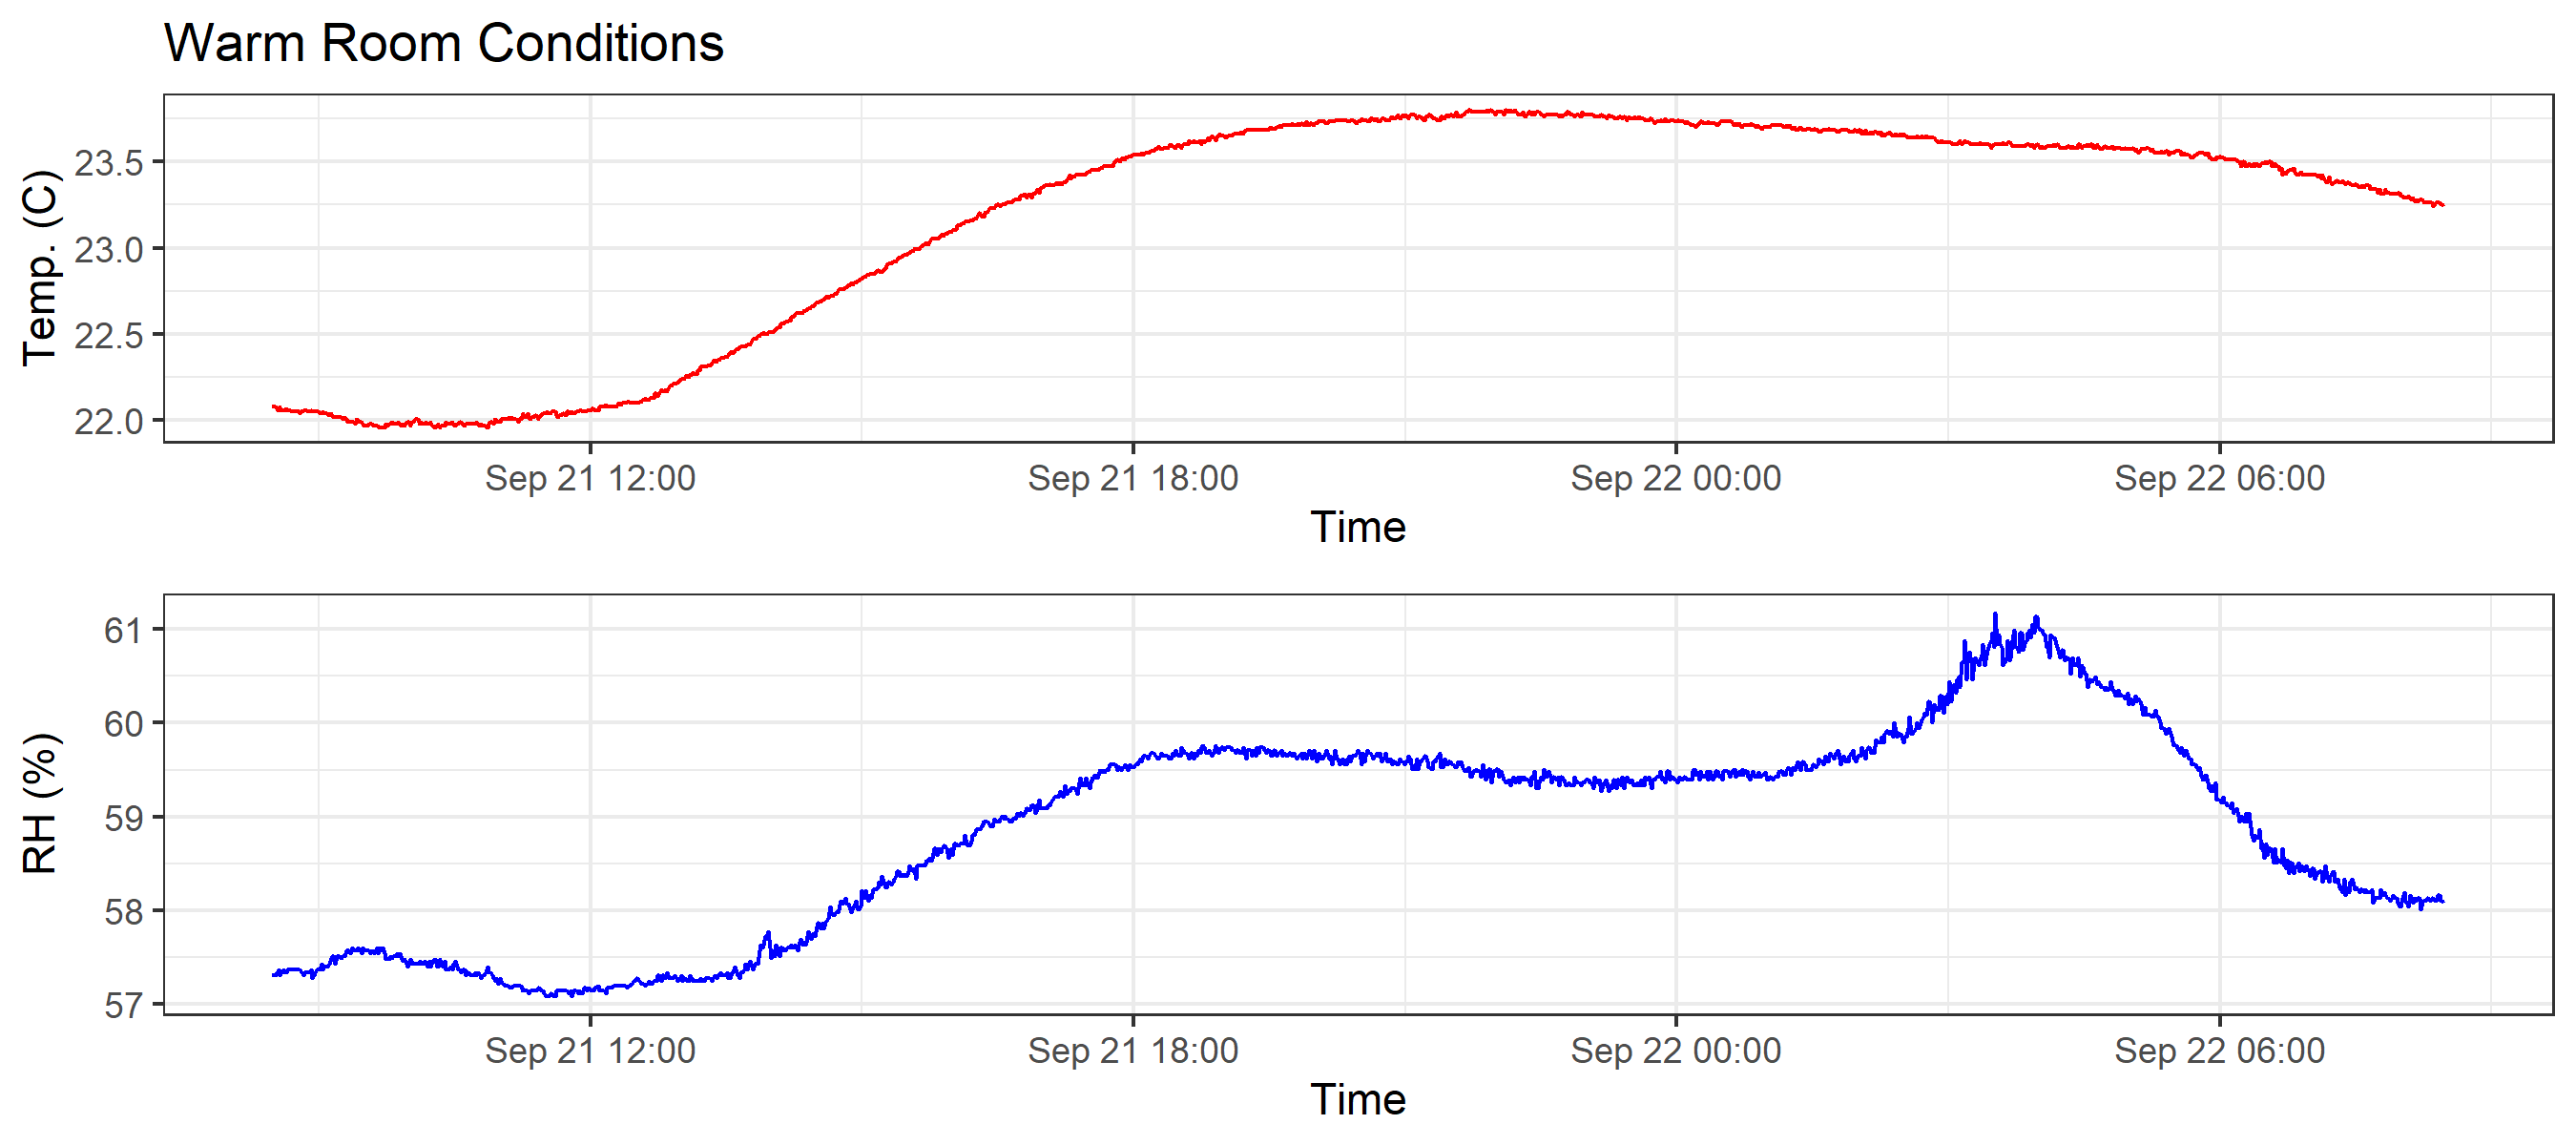 Warm Room Conditions
Temp. (C)
23.5
23.0
22.5
22.0
Sep 21 12:00 Sep 21 18:00 Sep 22 00:00 Sep 22 06:00
Time
RH (%)
61
60
59
58
57
Sep 21 12:00 Sep 21 18:00 Sep 22 00:00 Sep 22 06:00
Time